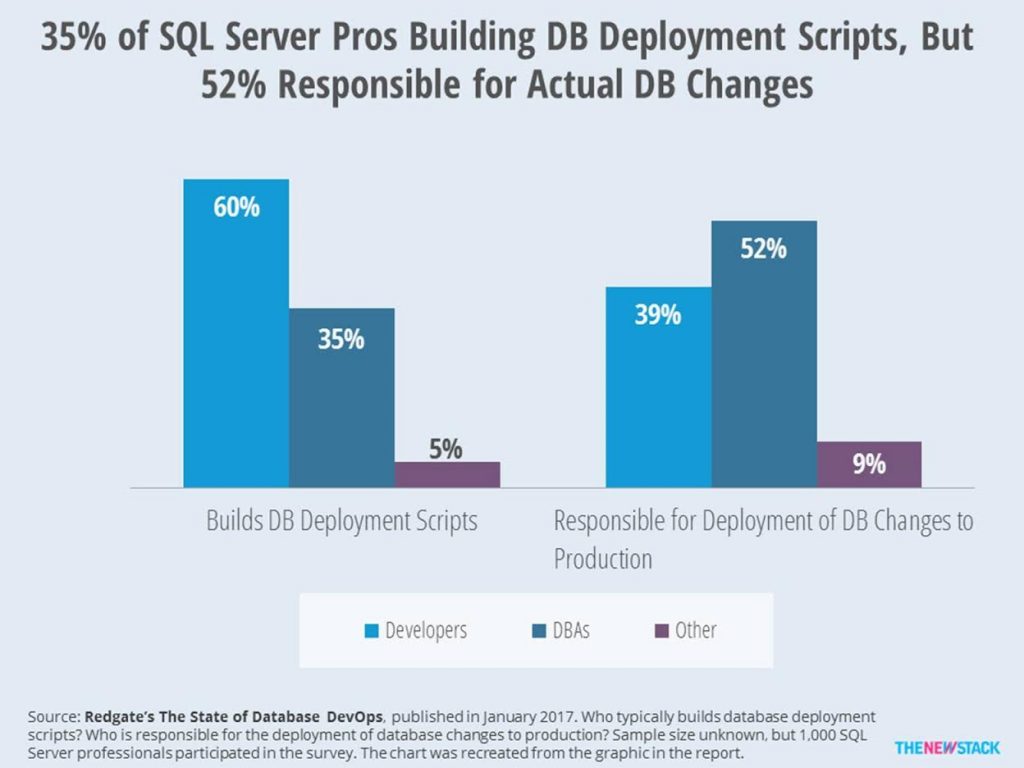 35% of SQL Server Pros Building DB Deployment Scripts, But
52% Responsible for Actual DB Changes
60%
35%
5%
39%
52%
9%
Builds DB Deployment Scripts
Responsible for Deployment of DB Changes to
Production
Developers
DBAs
Other
Source: Redgate's The State of Database DevOps, published in January 2017. Who typically builds database deployment
scripts? Who is responsible for the deployment of database changes to production? Sample size unknown, but 1,000 SQL
Server professionals participated in the survey. The chart was recreated from the graphic in the report.
THENEWSTACK